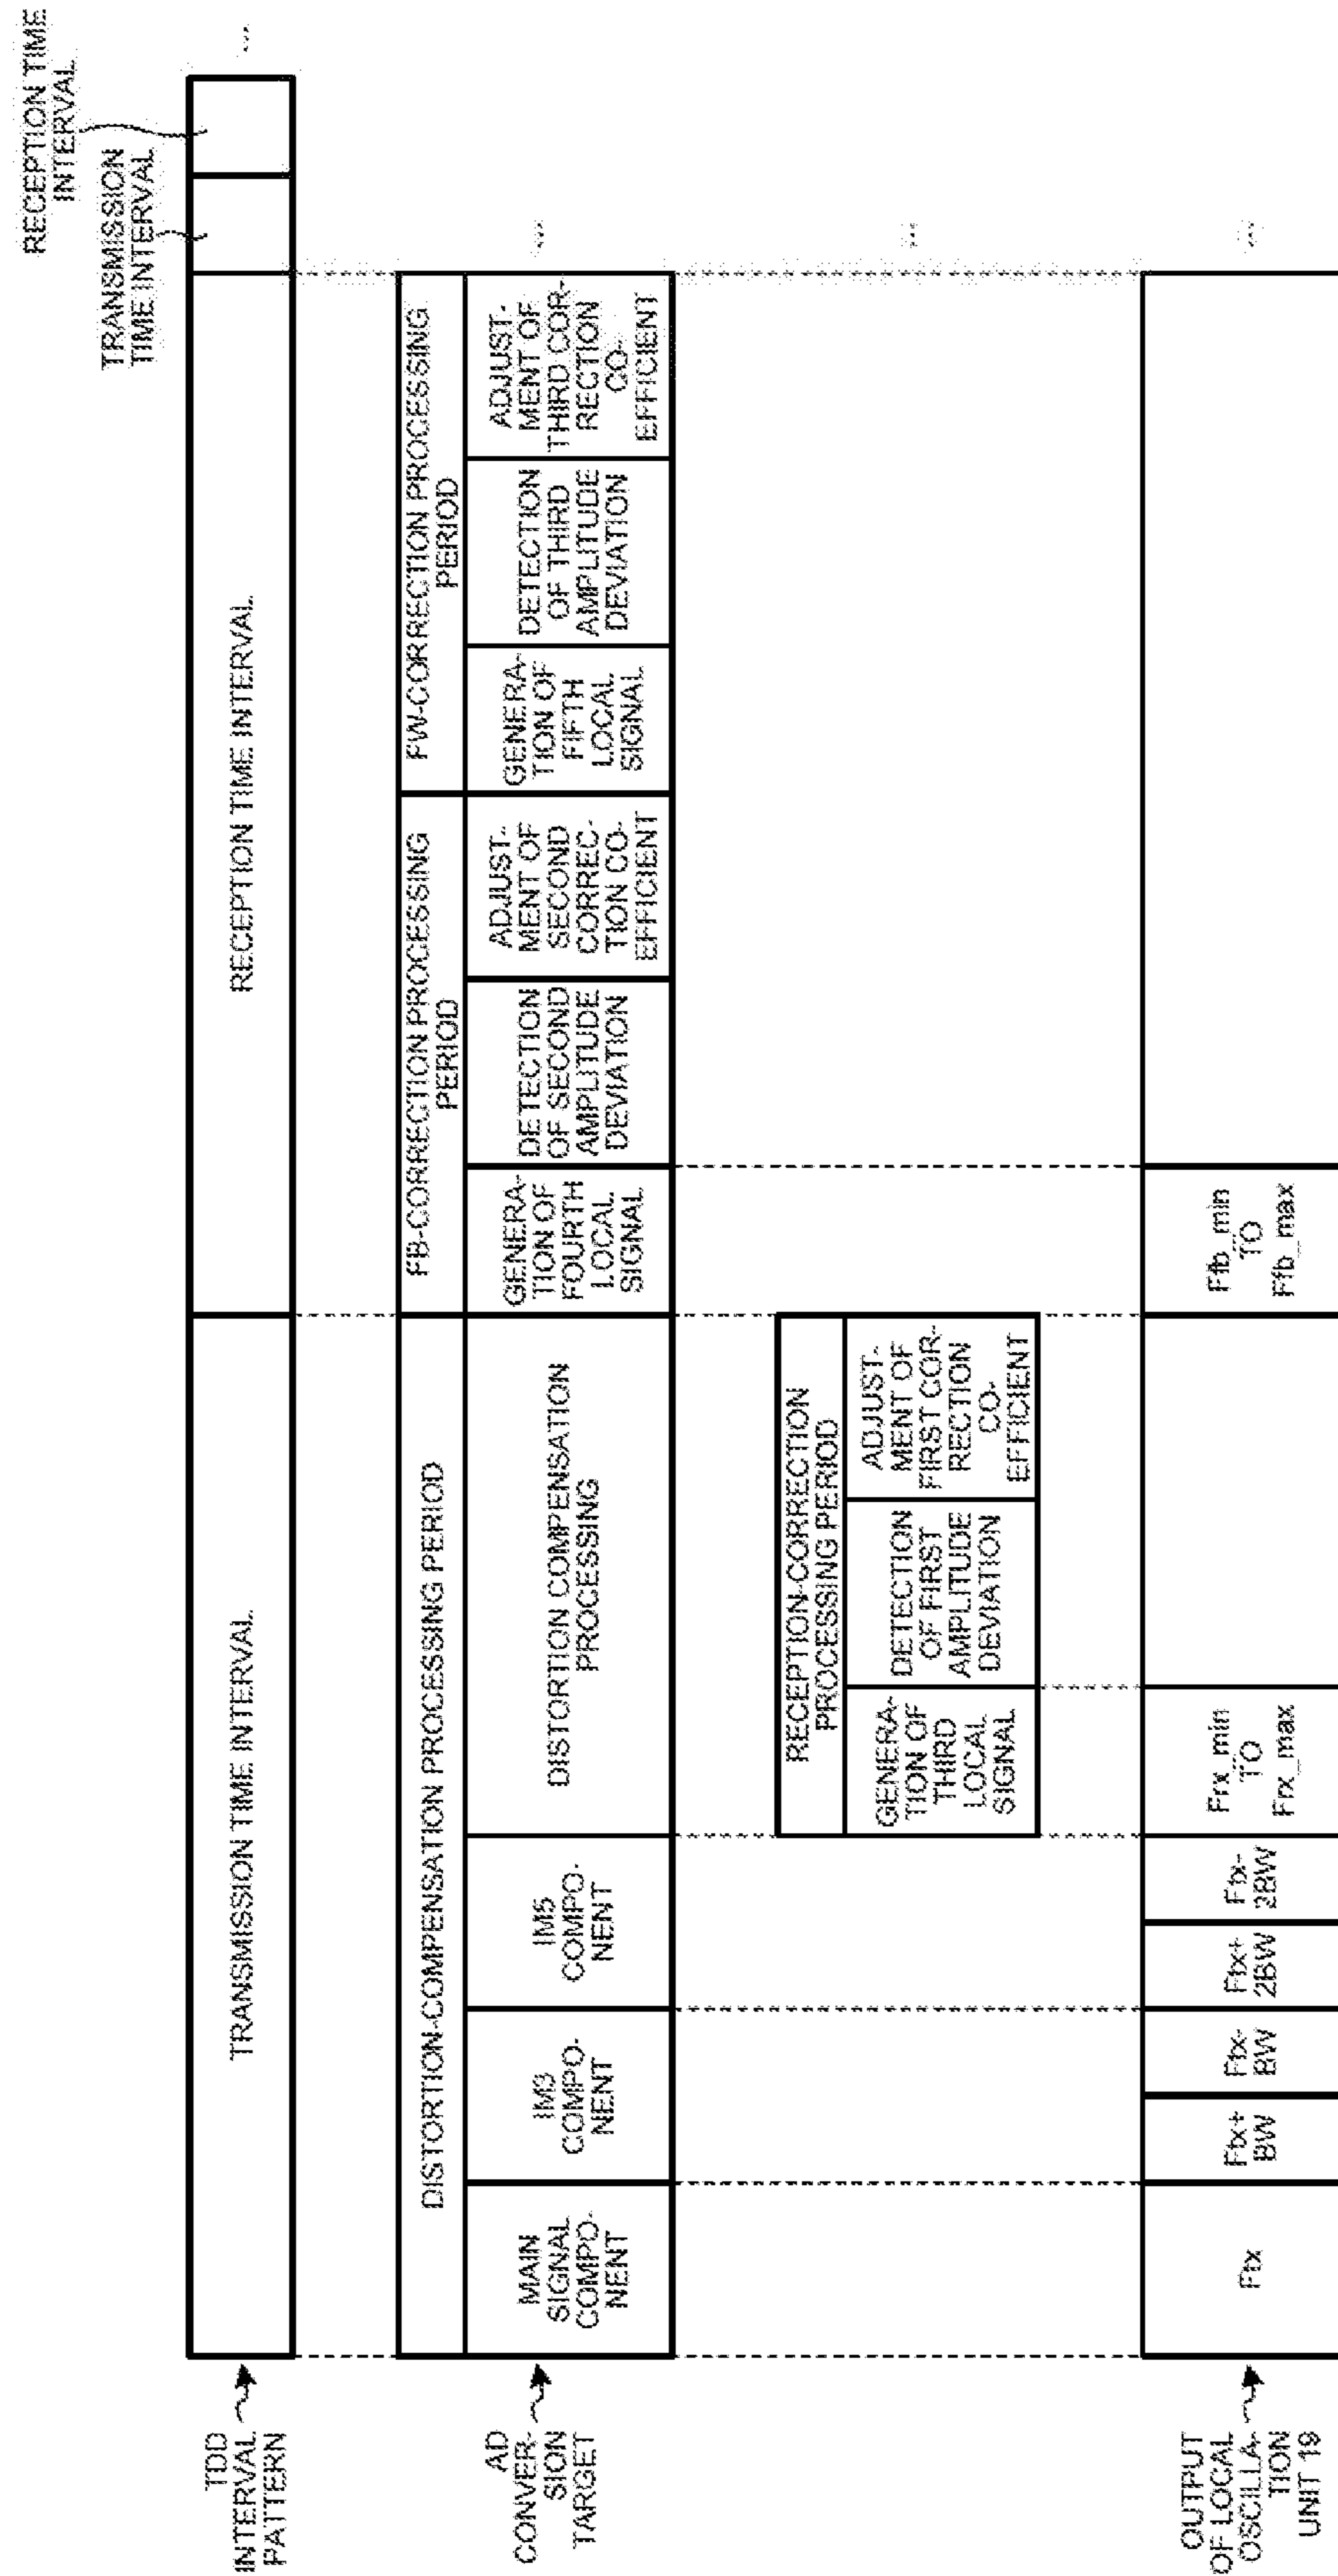 RECEPTION TIME
INTERVAL
TRANSMISSION
TIME INTERVAL
TDD
INTERVAL
PATTERN
TRANSMISSION TIME INTERVAL
RECEPTION TIME INTERVAL
AD
CONVER-
SION
TARGET
DISTORTION-COMPENSATION PROCESSING PERIOD
FB-CORRECTION PROCESSING
PERIOD
FW-CORRECTION PROCESSING
PERIOD
MAIN
SIGNAL
COMPO-
NENT
IM3
COMPO-
NENT
IM5
COMPO-
NENT
DISTORTION COMPENSATION
PROCESSING
GENERA-
TION OF
FOURTH
LOCAL
SIGNAL
DETECTION
OF SECOND
AMPLITUDE
DEVIATION
ADJUST-
MENT OF
SECOND
CORREC-
TION CO-
EFFICIENT
GENERA-
TION OF
FIFTH
LOCAL
SIGNAL
DETECTION
OF THIRD
AMPLITUDE
DEVIATION
ADJUST-
MENT OF
THIRD COR-
RECTION
CO-
EFFICIENT
RECEPTION-CORRECTION
PROCESSING PERIOD
GENERA-
TION OF
THIRD
LOCAL
SIGNAL
DETECTION
OF FIRST
AMPLITUDE
DEVIATION
ADJUST-
MENT OF
FIRST COR-
RECTION
CO-
EFFICIENT
OUTPUT
OF LOCAL
OSCILLA-
TION
UNIT 19
Ftx
Ftx+
BW
Ftx-
BW
Ftx+
2BW
Ftx-
2BW
Frx_min
TO
Frx_max
Ffb_min
TO
Ffb_max